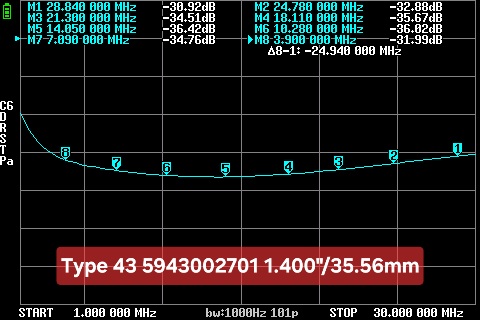 M1 28.840 000 MHz -30.92dB M2 24.780 000 MHz -32.88dB
M3 21.300 000 MHz -34.51dB M4 18.110 000 MHz -35.67dB
M5 14.050 000 MHz -36.42dB M6 10.280 000 MHz -36.02dB
M7 7.090 000 MHz -34.76dB M8 3.900 000 MHz -31.99dB
Δ8-1: -24.940 000 MHz
C6
D
R
S
T
Pa
8 7 6 5 4 3 2 1
Type 43 5943002701 1.400"/35.56mm
START 1.000 000 MHz bw:1000Hz 101p STOP 30.000 000 MHz